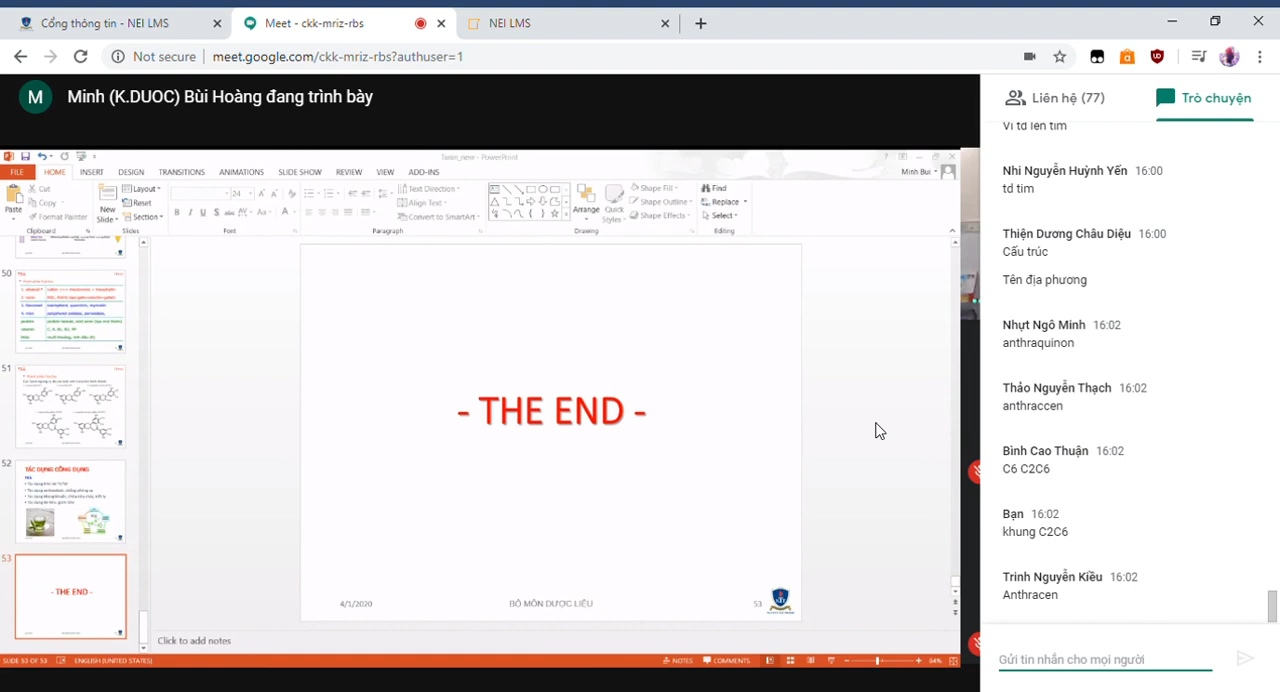 Cổng thông tin - NEI LMS
Meet - ckk-mriz-rbs
NEI LMS
Not secure
meet.google.com/ckk-mriz-rbs?authuser=1
M
Minh (K.DUOC) Bùi Hoàng đang trình bày
Tanin_new - PowerPoint
FILE HOME INSERT DESIGN TRANSITIONS ANIMATIONS SLIDE SHOW REVIEW VIEW ADD-INS
Minh Bui
Paste
Cut
Copy
Format Painter
Clipboard
New Slide
Layout
Reset
Section
Slides
24
Font
Text Direction
Align Text
Convert to SmartArt
Paragraph
Arrange
Quick Styles
Shape Fill
Shape Outline
Shape Effects
Drawing
Find
Replace
Select
Editing
50
51
52
TÁC DỤNG CÔNG DỤNG
53
- THE END -
- THE END -
4/1/2020
BỘ MÔN DƯỢC LIỆU
53
Click to add notes
SLIDE 53 OF 53
ENGLISH (UNITED STATES)
NOTES
COMMENTS
64%
Liên hệ (77)
Trò chuyện
Vì td lên tim
Nhi Nguyễn Huỳnh Yến 16:00
td tim
Thiện Dương Châu Diệu 16:00
Cấu trúc
Tên địa phương
Nhựt Ngô Minh 16:02
anthraquinon
Thảo Nguyễn Thạch 16:02
anthraccen
Bình Cao Thuận 16:02
C6 C2C6
Bạn 16:02
khung C2C6
Trinh Nguyễn Kiều 16:02
Anthracen
Gửi tin nhắn cho mọi người